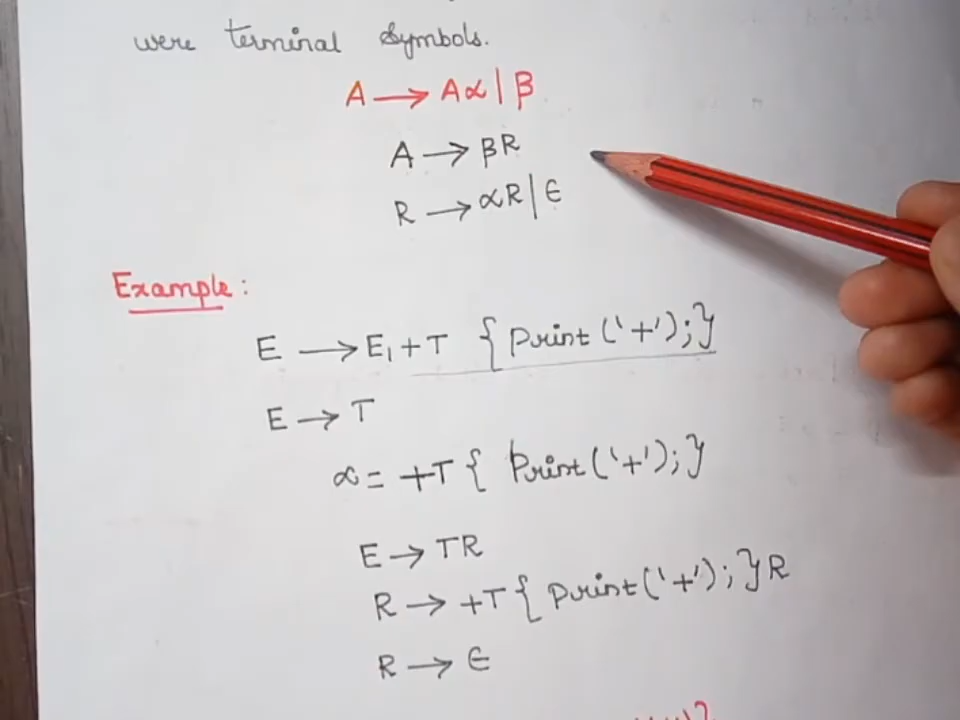 were terminal symbols.
A → Aα | β
A → βR
R → αR | ϵ
Example:
E → E₁ + T { Print ('+'); }
E → T
α = +T { Print ('+'); }
E → TR
R → +T { Print ('+'); } R
R → ϵ